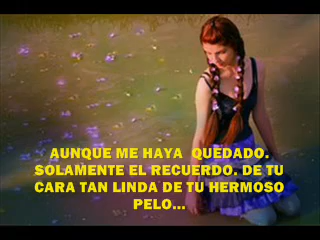 AUNQUE ME HAYA  QUEDADO.
SOLAMENTE EL RECUERDO. DE TU
CARA TAN LINDA DE TU HERMOSO
PELO...